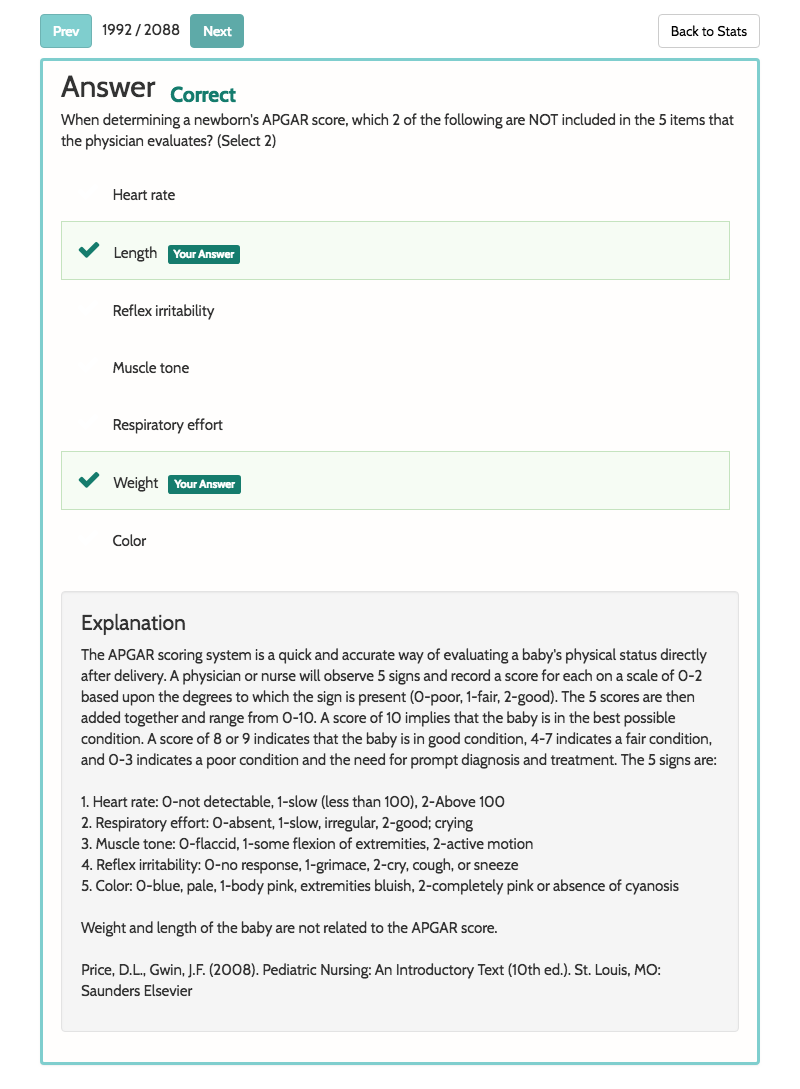 Prev 1992 / 2088 Next Back to Stats
Answer Correct
When determining a newborn's APGAR score, which 2 of the following are NOT included in the 5 items that
the physician evaluates? (Select 2)
Heart rate
Length Your Answer
Reflex irritability
Muscle tone
Respiratory effort
Weight Your Answer
Color
Explanation
The APGAR scoring system is a quick and accurate way of evaluating a baby's physical status directly
after delivery. A physician or nurse will observe 5 signs and record a score for each on a scale of 0-2
based upon the degrees to which the sign is present (0-poor, 1-fair, 2-good). The 5 scores are then
added together and range from 0-10. A score of 10 implies that the baby is in the best possible
condition. A score of 8 or 9 indicates that the baby is in good condition, 4-7 indicates a fair condition,
and 0-3 indicates a poor condition and the need for prompt diagnosis and treatment. The 5 signs are:
1. Heart rate: 0-not detectable, 1-slow (less than 100), 2-Above 100
2. Respiratory effort: 0-absent, 1-slow, irregular, 2-good; crying
3. Muscle tone: 0-flaccid, 1-some flexion of extremities, 2-active motion
4. Reflex irritability: 0-no response, 1-grimace, 2-cry, cough, or sneeze
5. Color: 0-blue, pale, 1-body pink, extremities bluish, 2-completely pink or absence of cyanosis
Weight and length of the baby are not related to the APGAR score.
Price, D.L., Gwin, J.F. (2008). Pediatric Nursing: An Introductory Text (10th ed.). St. Louis, MO:
Saunders Elsevier